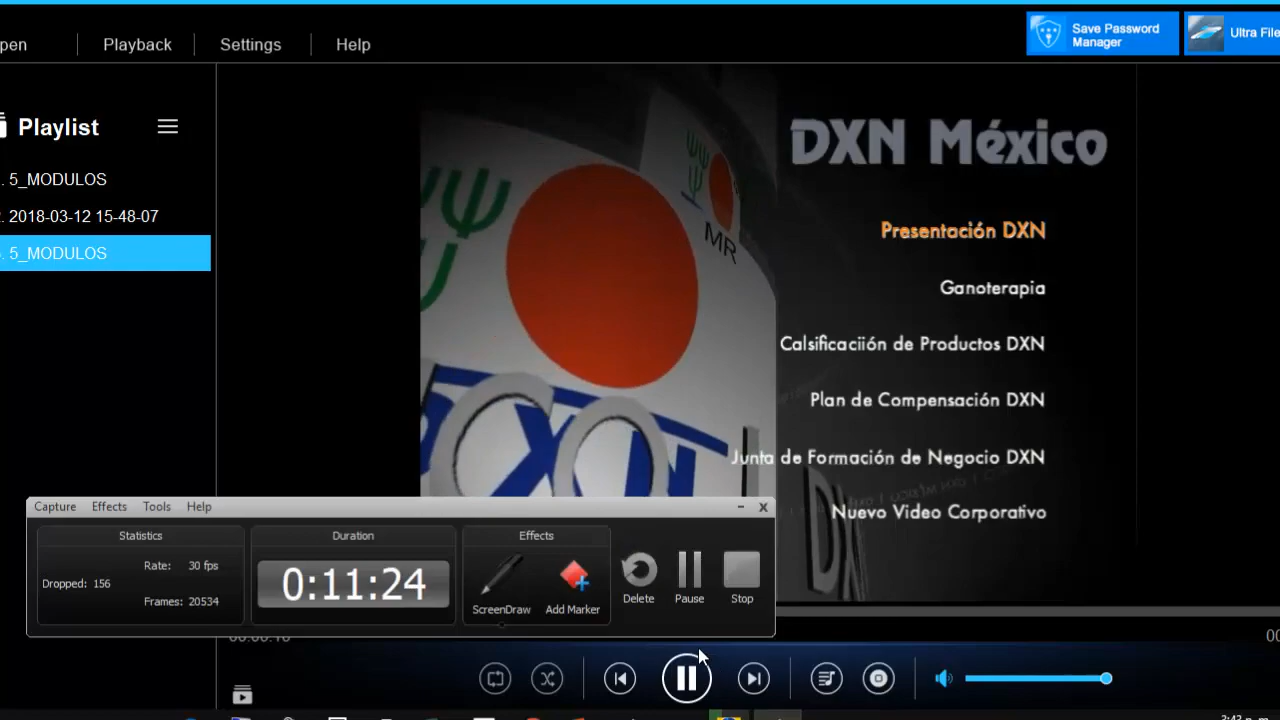 pen
Playback
Settings
Help
Save Password
Manager
Ultra File
Playlist
. 5_MODULOS
. 2018-03-12 15-48-07
. 5_MODULOS
DXN México
MR
Presentación DXN
Ganoterapia
Calsificaciión de Productos DXN
Plan de Compensación DXN
Junta de Formación de Negocio DXN
Nuevo Video Corporativo
Capture Effects Tools Help
Statistics
Dropped: 156
Rate: 30 fps
Frames: 20534
Duration
0:11:24
Effects
ScreenDraw
Add Marker
Delete
Pause
Stop